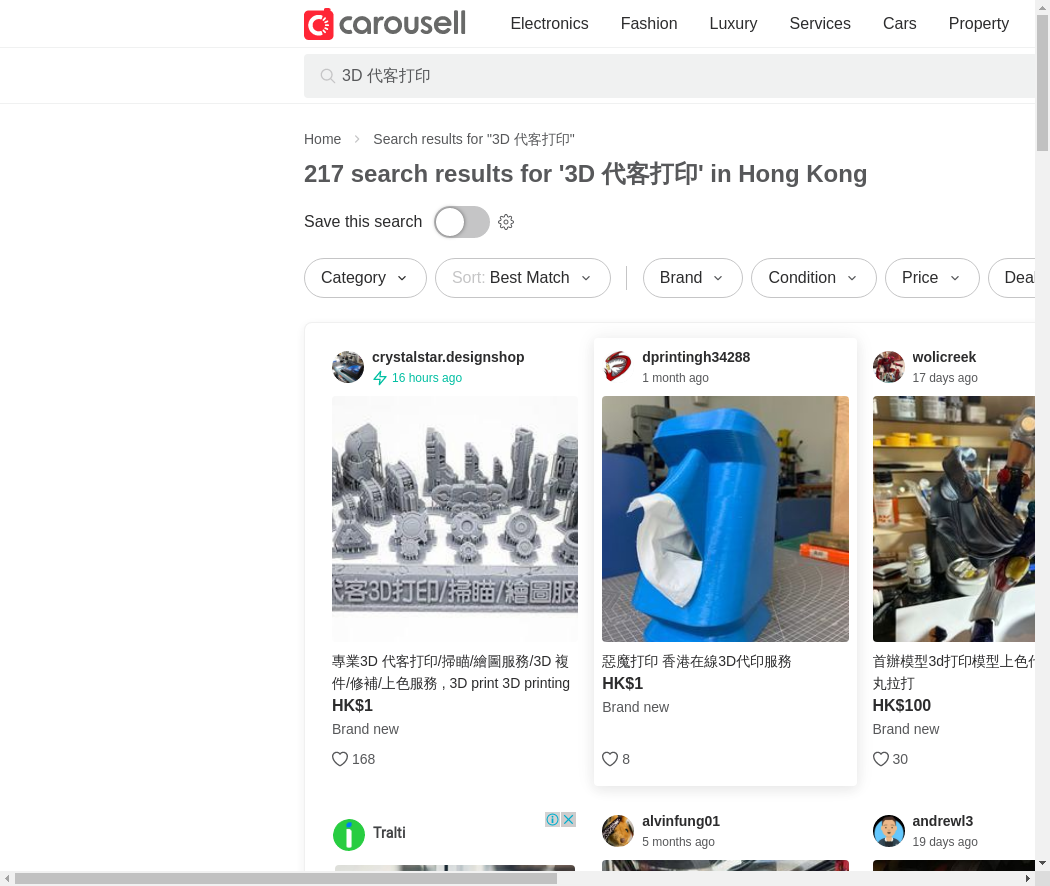 carousell
Electronics Fashion Luxury Services Cars Property
3D 代客打印
Home Search results for "3D 代客打印"
217 search results for '3D 代客打印' in Hong Kong
Save this search
Category Sort: Best Match Brand Condition Price Deal
crystalstar.designshop
16 hours ago
代客3D打印/掃瞄/繪圖服
專業3D 代客打印/掃瞄/繪圖服務/3D 複
件/修補/上色服務 , 3D print 3D printing
HK$1
Brand new
168
dprintingh34288
1 month ago
惡魔打印 香港在線3D代印服務
HK$1
Brand new
8
wolicreek
17 days ago
首辦模型3d打印模型上色
丸拉打
HK$100
Brand new
30
Tralti
alvinfung01
5 months ago
andrewl3
19 days ago